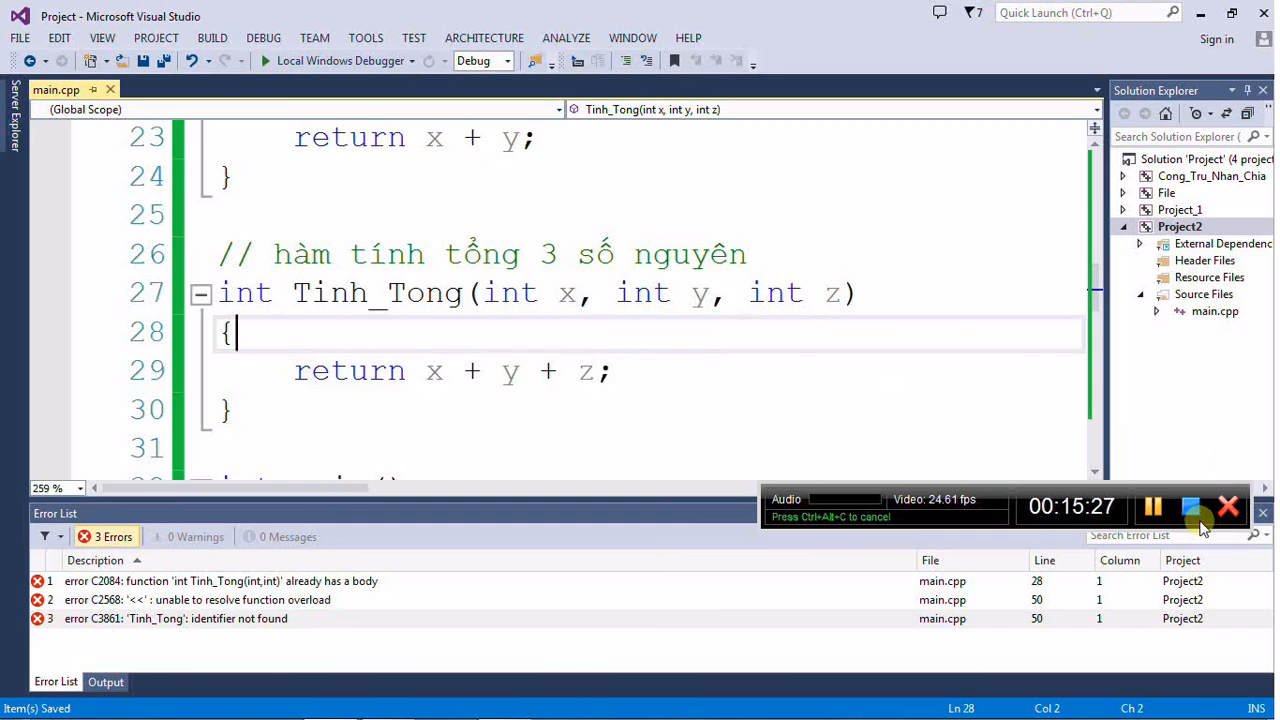 Project - Microsoft Visual Studio
7
Quick Launch (Ctrl+Q)
FILE EDIT VIEW PROJECT BUILD DEBUG TEAM TOOLS TEST ARCHITECTURE ANALYZE WINDOW HELP
Sign in
Local Windows Debugger
Debug
Server Explorer
main.cpp
(Global Scope)
Tinh_Tong(int x, int y, int z)
23 return x + y;
24 }
25
26 // hàm tính tổng 3 số nguyên
27 int Tinh_Tong(int x, int y, int z)
28 {
29 return x + y + z;
30 }
31
259 %
Solution Explorer
Search Solution Explorer (
Solution 'Project' (4 project
Cong_Tru_Nhan_Chia
File
Project_1
Project2
External Dependenc
Header Files
Resource Files
Source Files
main.cpp
Audio
Video: 24.61 fps
00:15:27
Press Ctrl+Alt+C to cancel
Error List
3 Errors
0 Warnings
0 Messages
Search Error List
Description File Line Column Project
1 error C2084: function 'int Tinh_Tong(int,int)' already has a body main.cpp 28 1 Project2
2 error C2568: '<<' : unable to resolve function overload main.cpp 50 1 Project2
3 error C3861: 'Tinh_Tong': identifier not found main.cpp 50 1 Project2
Error List Output
Item(s) Saved
Ln 28 Col 2 Ch 2 INS